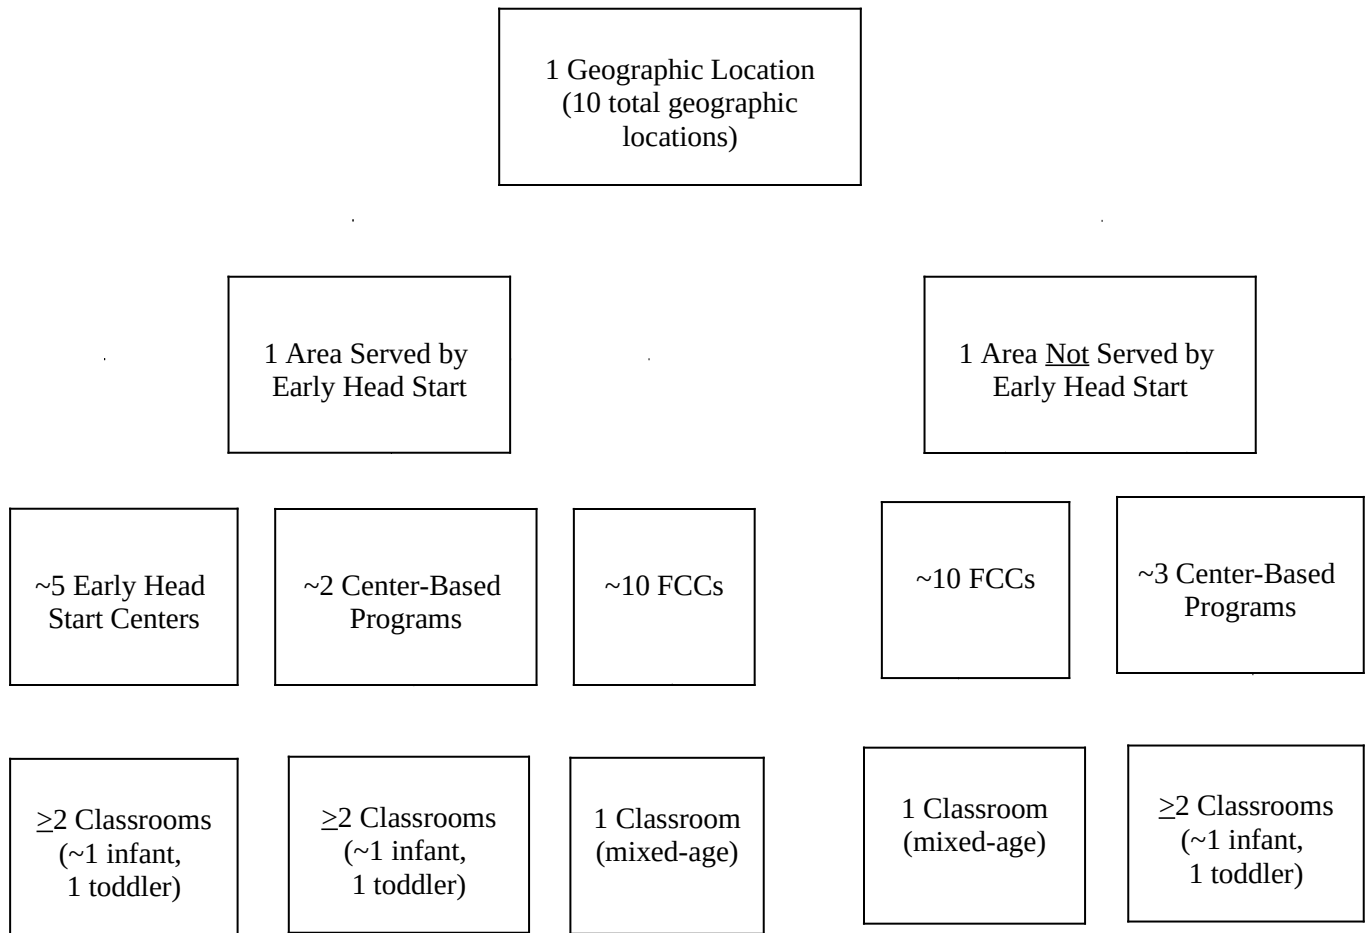 1 Geographic Location
(10 total geographic
locations)
1 Area Served by
Early Head Start
1 Area Not Served by
Early Head Start
~5 Early Head
Start Centers
~2 Center-Based
Programs
~10 FCCs
~10 FCCs
~3 Center-Based
Programs
≥2 Classrooms
(~1 infant,
1 toddler)
≥2 Classrooms
(~1 infant,
1 toddler)
1 Classroom
(mixed-age)
1 Classroom
(mixed-age)
≥2 Classrooms
(~1 infant,
1 toddler)